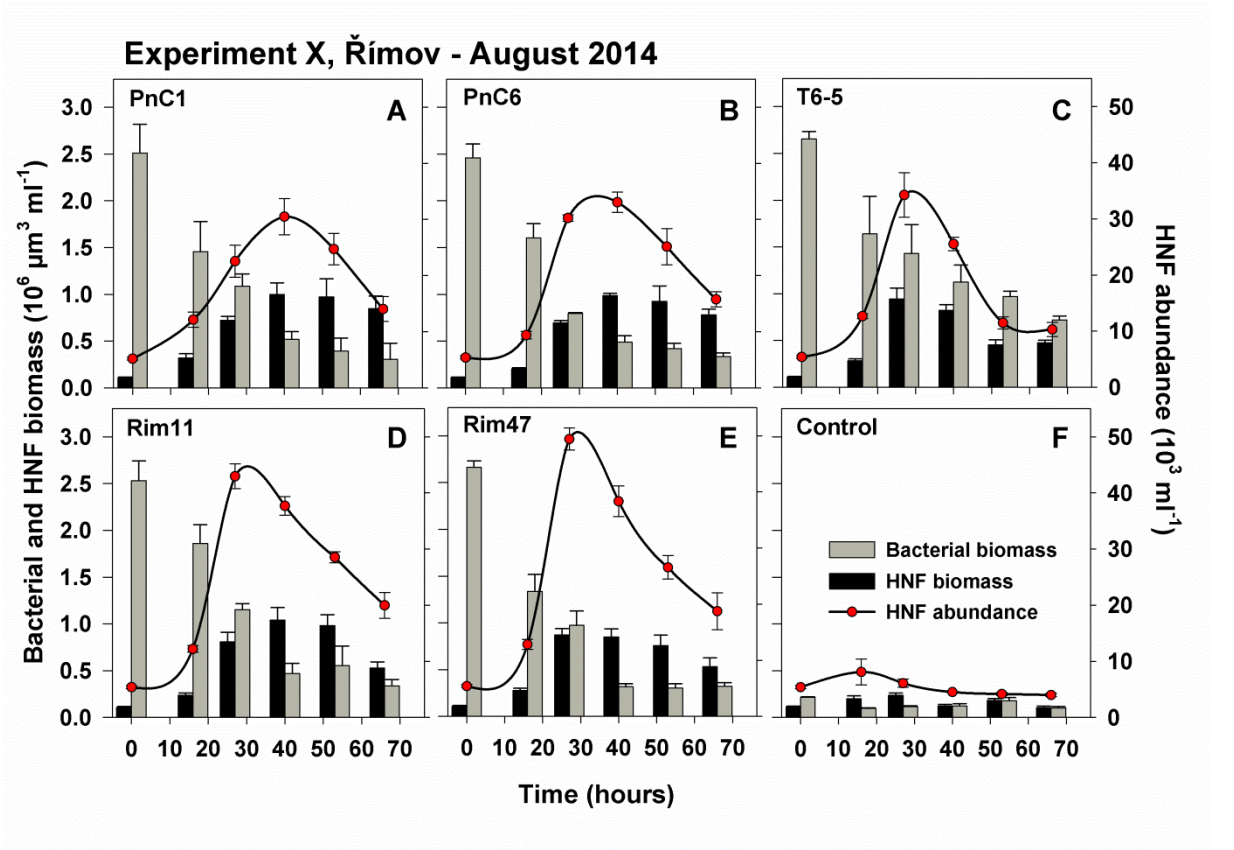 Experiment X, Římov - August 2014
PnC1
A
PnC6
B
T6-5
C
3.0
2.5
2.0
1.5
1.0
0.5
0.0
50
40
30
20
10
0
Rim11
D
Rim47
E
Control
F
3.0
2.5
2.0
1.5
1.0
0.5
0.0
50
40
30
20
10
0
Bacterial biomass
HNF biomass
HNF abundance
0 10 20 30 40 50 60 70
0 10 20 30 40 50 60 70
0 10 20 30 40 50 60 70
Time (hours)
Bacterial and HNF biomass (10⁶ µm³ ml⁻¹)
HNF abundance (10³ ml⁻¹)